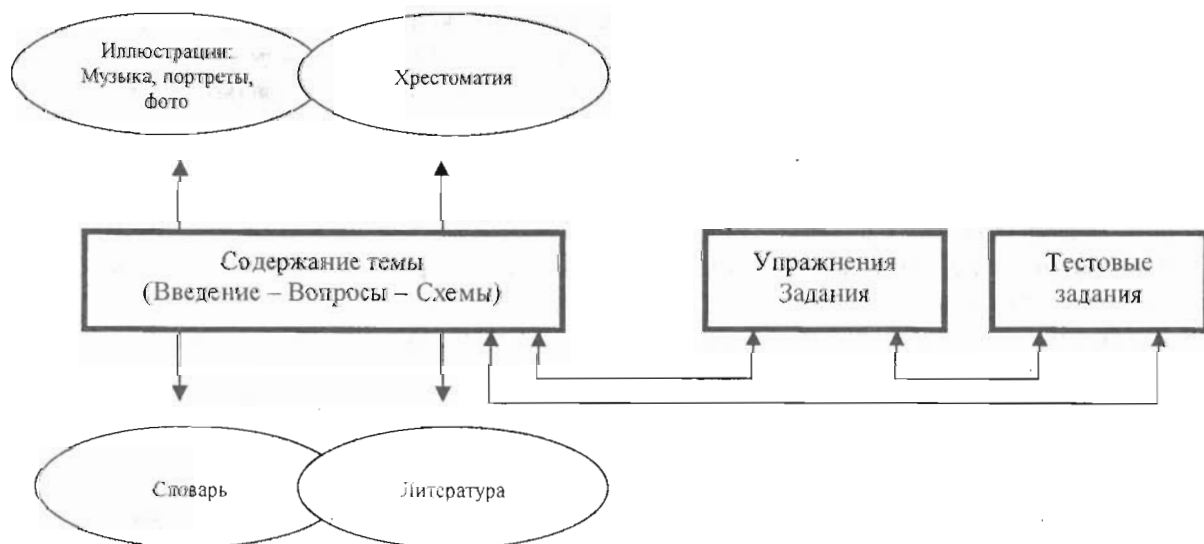 Иллюстрации:
Музыка, портреты,
фото
Хрестоматия
Содержание темы
(Введение – Вопросы – Схемы)
Упражнения
Задания
Тестовые
задания
Словарь
Литература